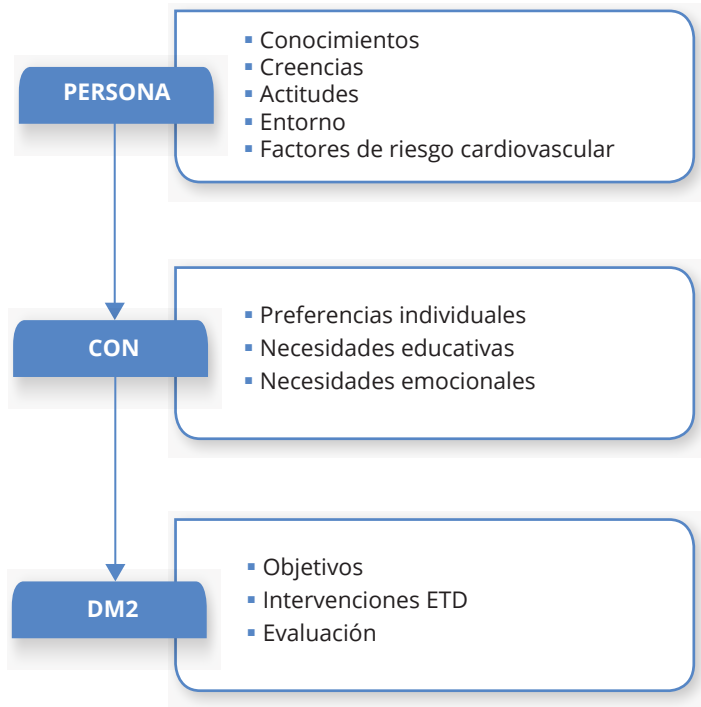 PERSONA
▪ Conocimientos
▪ Creencias
▪ Actitudes
▪ Entorno
▪ Factores de riesgo cardiovascular
CON
▪ Preferencias individuales
▪ Necesidades educativas
▪ Necesidades emocionales
DM2
▪ Objetivos
▪ Intervenciones ETD
▪ Evaluación